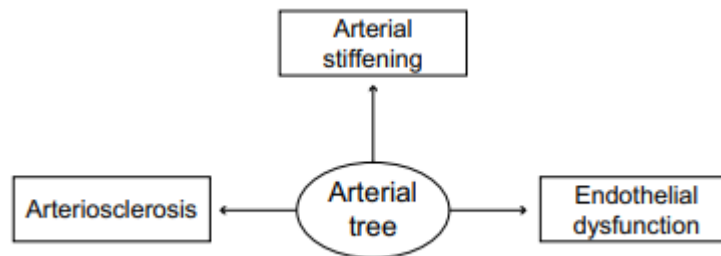 Arterial
stiffening
Arteriosclerosis
Arterial
tree
Endothelial
dysfunction